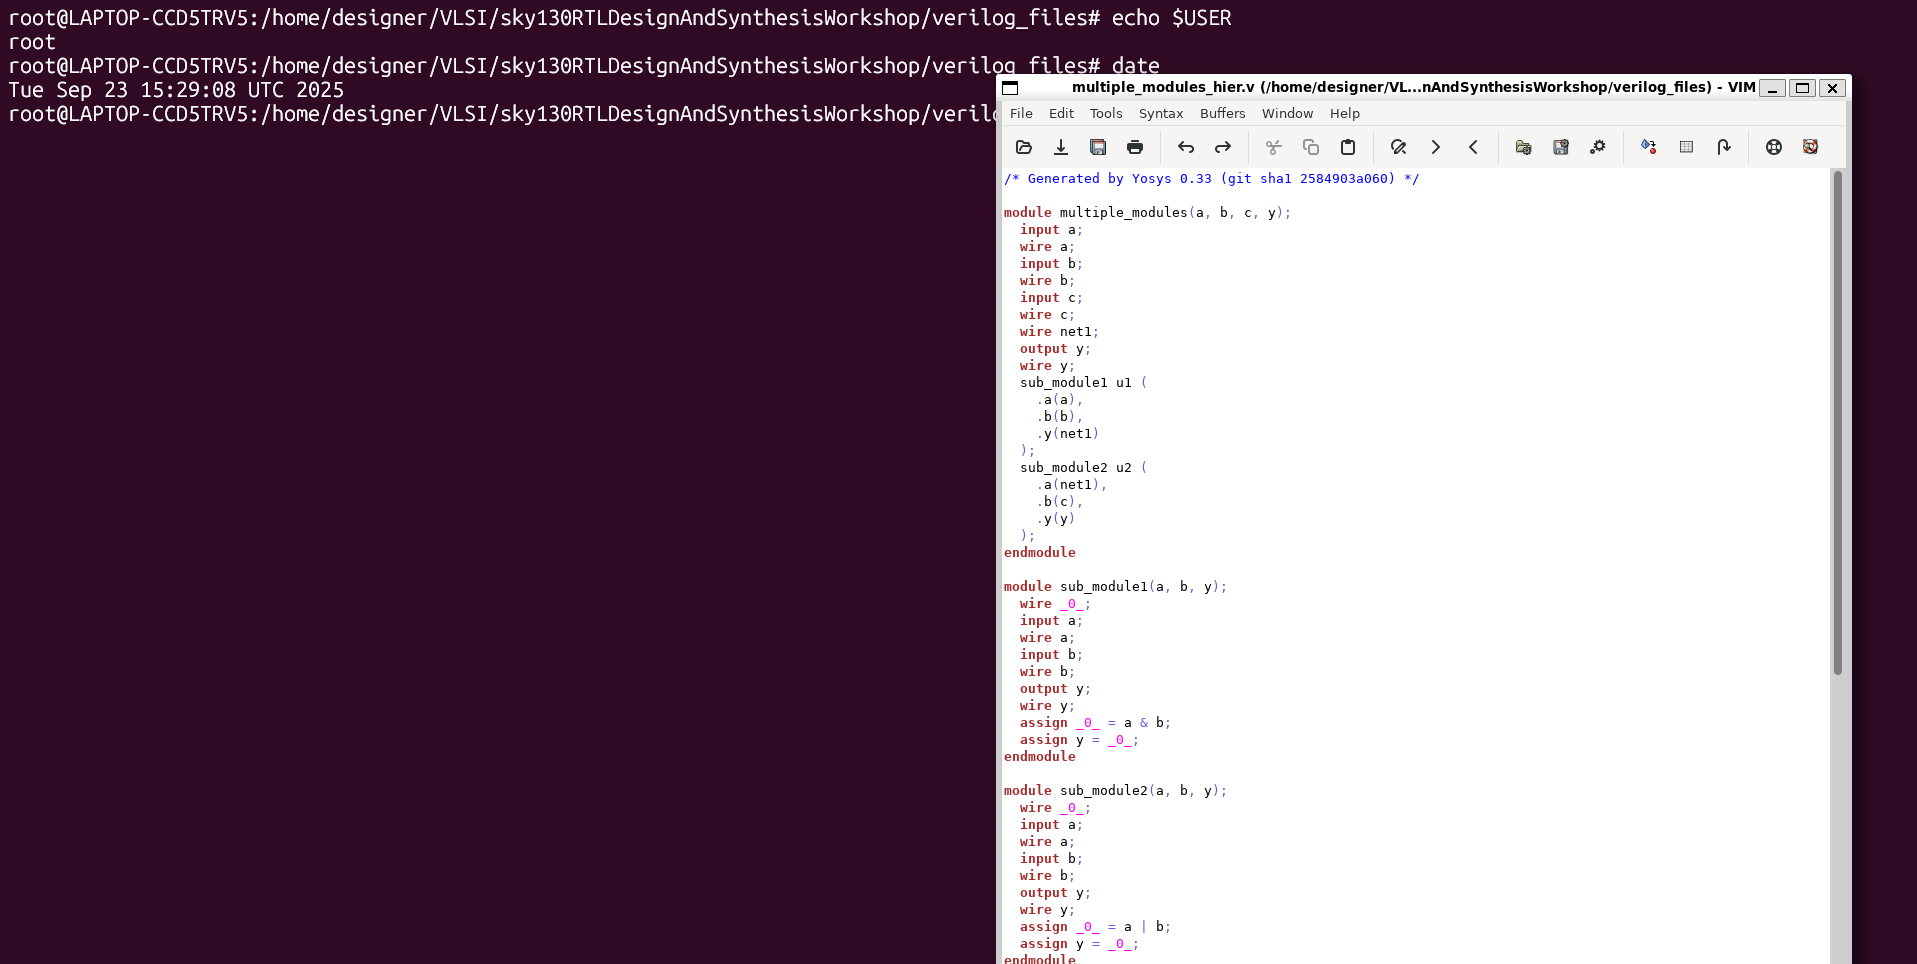 root@LAPTOP-CCD5TRV5:/home/designer/VLSI/sky130RTLDesignAndSynthesisWorkshop/verilog_files# echo $USER
root
root@LAPTOP-CCD5TRV5:/home/designer/VLSI/sky130RTLDesignAndSynthesisWorkshop/verilog_files# date
Tue Sep 23 15:29:08 UTC 2025
root@LAPTOP-CCD5TRV5:/home/designer/VLSI/sky130RTLDesignAndSynthesisWorkshop/verilo
multiple_modules_hier.v (/home/designer/VL...nAndSynthesisWorkshop/verilog_files) - VIM
File Edit Tools Syntax Buffers Window Help
/* Generated by Yosys 0.33 (git sha1 2584903a060) */
module multiple_modules(a, b, c, y);
  input a;
  wire a;
  input b;
  wire b;
  input c;
  wire c;
  wire net1;
  output y;
  wire y;
  sub_module1 u1 (
    .a(a),
    .b(b),
    .y(net1)
  );
  sub_module2 u2 (
    .a(net1),
    .b(c),
    .y(y)
  );
endmodule
module sub_module1(a, b, y);
  wire _0_;
  input a;
  wire a;
  input b;
  wire b;
  output y;
  wire y;
  assign _0_ = a & b;
  assign y = _0_;
endmodule
module sub_module2(a, b, y);
  wire _0_;
  input a;
  wire a;
  input b;
  wire b;
  output y;
  wire y;
  assign _0_ = a | b;
  assign y = _0_;
endmodule